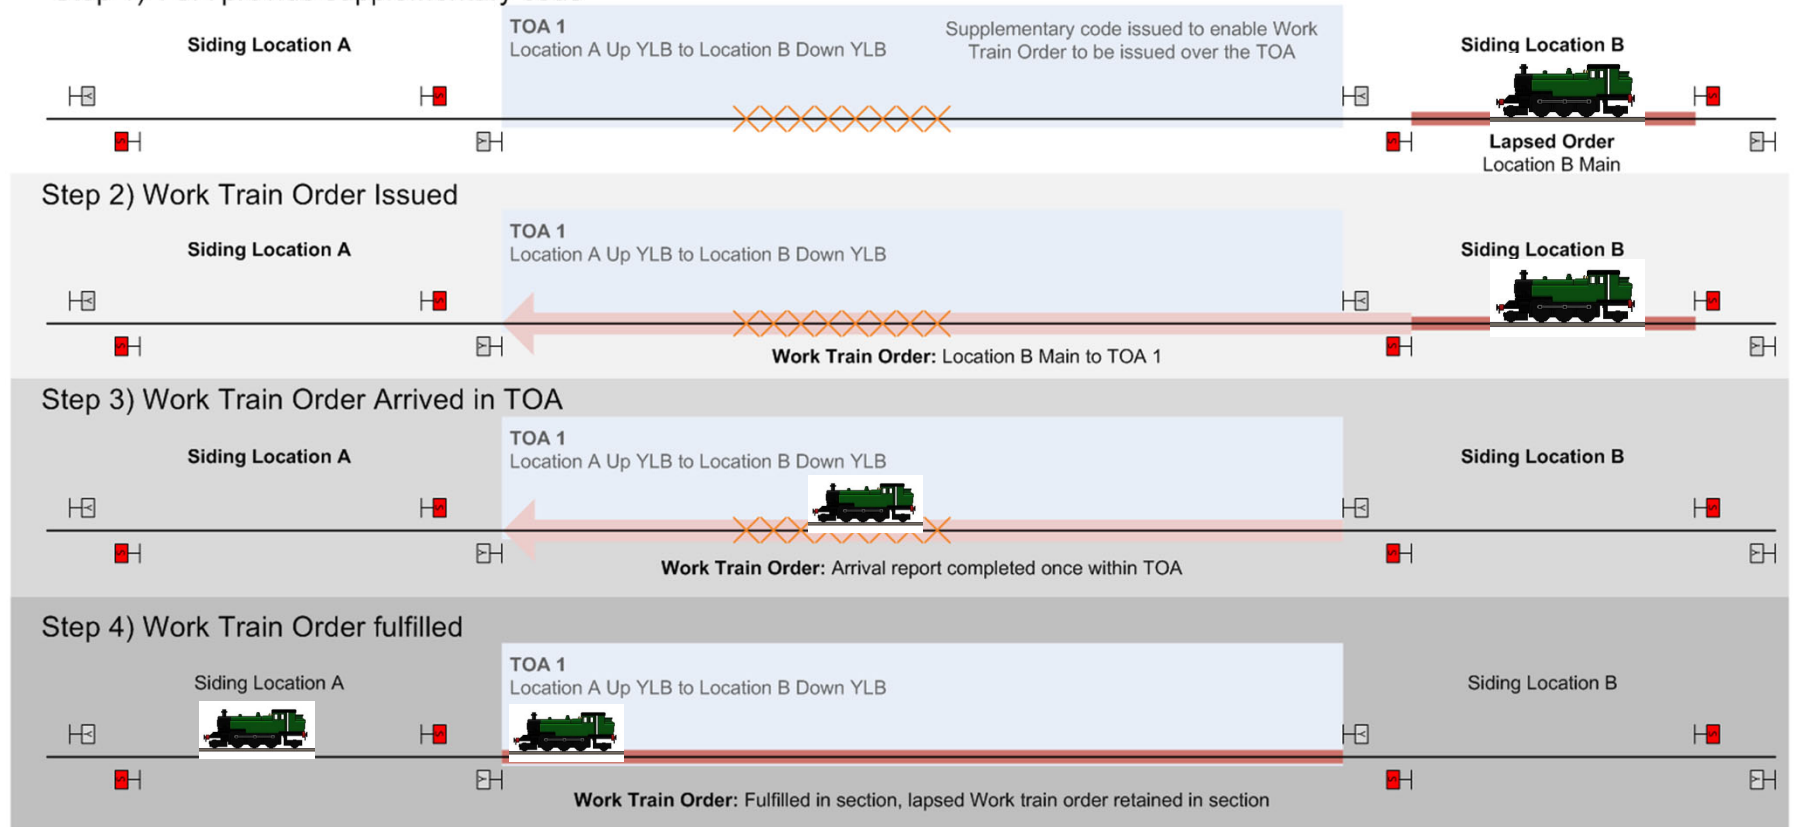 TOA 1
Location A Up YLB to Location B Down YLB
Supplementary code issued to enable Work
Train Order to be issued over the TOA
Siding Location A
Siding Location B
Y
S
Y
S
S
Y
S
Y
Lapsed Order
Location B Main
Step 2) Work Train Order Issued
TOA 1
Location A Up YLB to Location B Down YLB
Siding Location A
Siding Location B
Y
S
Y
S
S
Y
S
Y
Work Train Order: Location B Main to TOA 1
Step 3) Work Train Order Arrived in TOA
TOA 1
Location A Up YLB to Location B Down YLB
Siding Location A
Siding Location B
Y
S
Y
S
S
Y
S
Y
Work Train Order: Arrival report completed once within TOA
Step 4) Work Train Order fulfilled
TOA 1
Location A Up YLB to Location B Down YLB
Siding Location A
Siding Location B
Y
S
Y
S
S
Y
S
Y
Work Train Order: Fulfilled in section, lapsed Work train order retained in section